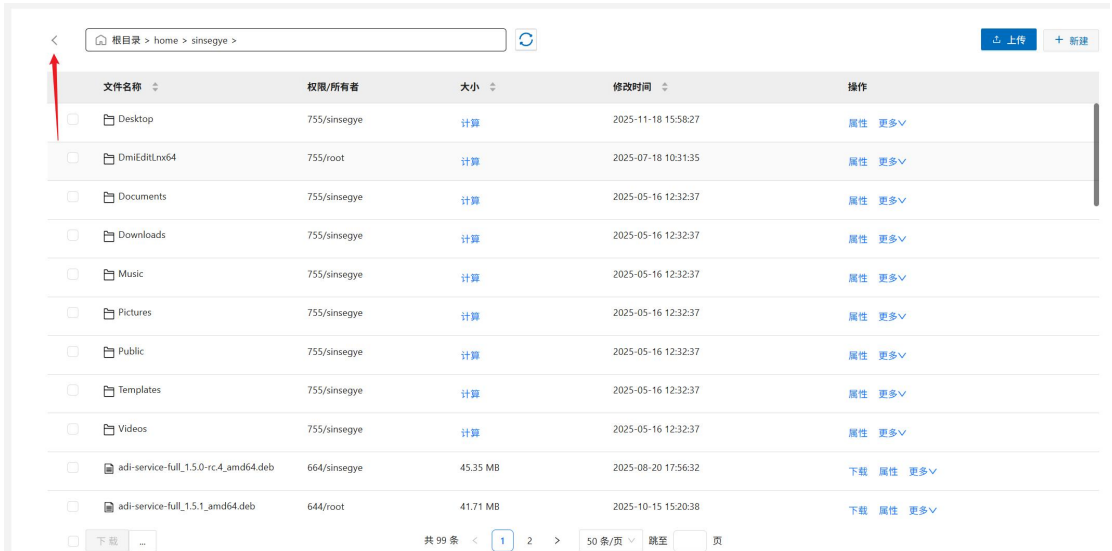 根目录 > home > sinsegye >
上传 + 新建
文件名称 权限/所有者 大小 修改时间 操作
Desktop 755/sinsegye 计算 2025-11-18 15:58:27 属性 更多
DmiEditLnx64 755/root 计算 2025-07-18 10:31:35 属性 更多
Documents 755/sinsegye 计算 2025-05-16 12:32:37 属性 更多
Downloads 755/sinsegye 计算 2025-05-16 12:32:37 属性 更多
Music 755/sinsegye 计算 2025-05-16 12:32:37 属性 更多
Pictures 755/sinsegye 计算 2025-05-16 12:32:37 属性 更多
Public 755/sinsegye 计算 2025-05-16 12:32:37 属性 更多
Templates 755/sinsegye 计算 2025-05-16 12:32:37 属性 更多
Videos 755/sinsegye 计算 2025-05-16 12:32:37 属性 更多
adi-service-full_1.5.0-rc.4_amd64.deb 664/sinsegye 45.35 MB 2025-08-20 17:56:32 下载 属性 更多
adi-service-full_1.5.1_amd64.deb 644/root 41.71 MB 2025-10-15 15:20:38 下载 属性 更多
下载 ... 共 99 条 < 1 2 > 50 条/页 跳至 页